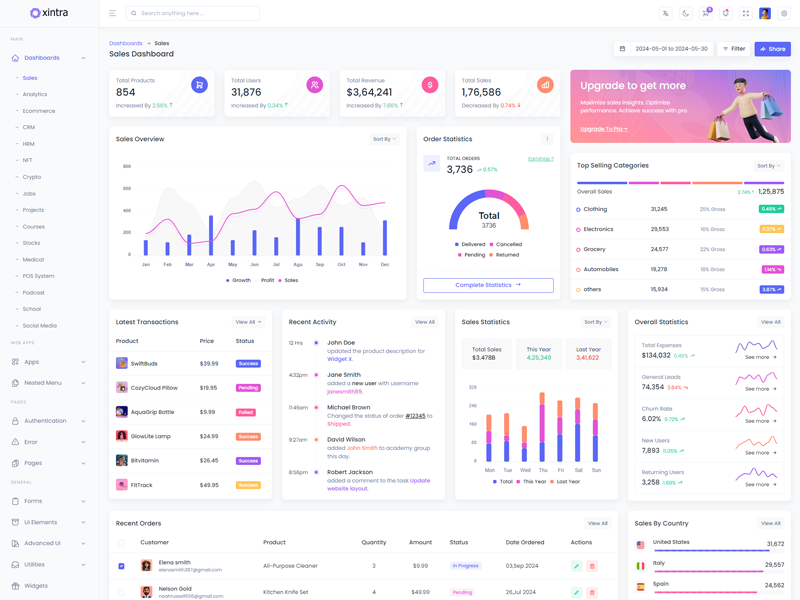 xintra
Search anything here ...
5
MAIN
Dashboards
Sales
Analytics
Ecommerce
CRM
HRM
NFT
Crypto
Jobs
Projects
Courses
Stocks
Medical
POS System
Podcast
School
Social Media
WEB APPS
Apps
Nested Menu
PAGES
Authentication
Error
Pages
GENERAL
Forms
UI Elements
Advanced UI
Utilities
Widgets
Dashboards → Sales
Sales Dashboard
2024-05-01 to 2024-05-30
Filter
Share
Total Products
854
Increased By 2.56% ↑
Total Users
31,876
Increased By 0.34% ↑
Total Revenue
$3,64,241
Increased By 7.66% ↑
Total Sales
1,76,586
Decreased By 0.74% ↓
Upgrade to get more
Maximize sales insights. Optimize
performance. Achieve success with pro.
Upgrade To Pro →
Sales Overview
Sort By
800
600
400
200
0
Jan Feb Mar Apr May Jun Jul Agu Sep Oct Nov Dec
Growth Profit Sales
Order Statistics
TOTAL ORDERS
3,736 0.57%
Earnings ?
Total
3736
Delivered Cancelled
Pending Returned
Complete Statistics →
Top Selling Categories
Sort By
Overall Sales 2.74% ↑ 1,25,875
Clothing 31,245 25% Gross 0.45%
Electronics 29,553 16% Gross
Grocery 24,577 22% Gross 0.63%
Automobiles 19,278 18% Gross 1.14%
others 15,934 15% Gross 3.87%
Latest Transactions
View All
Product Price Status
SwiftBuds $39.99 Success
CozyCloud Pillow $19.95 Pending
AquaGrip Bottle $9.99 Failed
GlowLite Lamp $24.99 Success
Bitvitamin $26.45 Success
FitTrack $49.95 Success
Recent Activity
View All
12 Hrs John Doe
Updated the product description for
Widget X.
4:32pm Jane Smith
added a new user with username
janesmith89.
11:45am Michael Brown
Changed the status of order #12345 to
Shipped.
9:27am David Wilson
added John Smith to academy group
this day.
8:56pm Robert Jackson
added a comment to the task Update
website layout.
Sales Statistics
Sort By
Total Sales
$3.478B
This Year
4,25,349
Last Year
3,41,622
320
240
160
80
0
Mon Tue Wed Thu Fri Sat Sun
Total This Year Last Year
Overall Statistics
View All
Total Expenses
$134,032 0.45%
See more →
General Leads
74,354 3.84%
See more →
Churn Rate
6.02% 0.72%
See more →
New Users
7,893 11.05%
See more →
Returning Users
3,258 1.69%
See more →
Recent Orders
View All
Customer Product Quantity Amount Status Date Ordered Actions
Elena smith
elenasmith387@gmail.com
All-Purpose Cleaner 3 $9.99 In Progress 03,Sep 2024
Nelson Gold
Kitchen Knife Set 4 $49.99 Pending 26,Jul 2024
Sales By Country
View All
United States 31,672
Italy 29,557
Spain 24,562